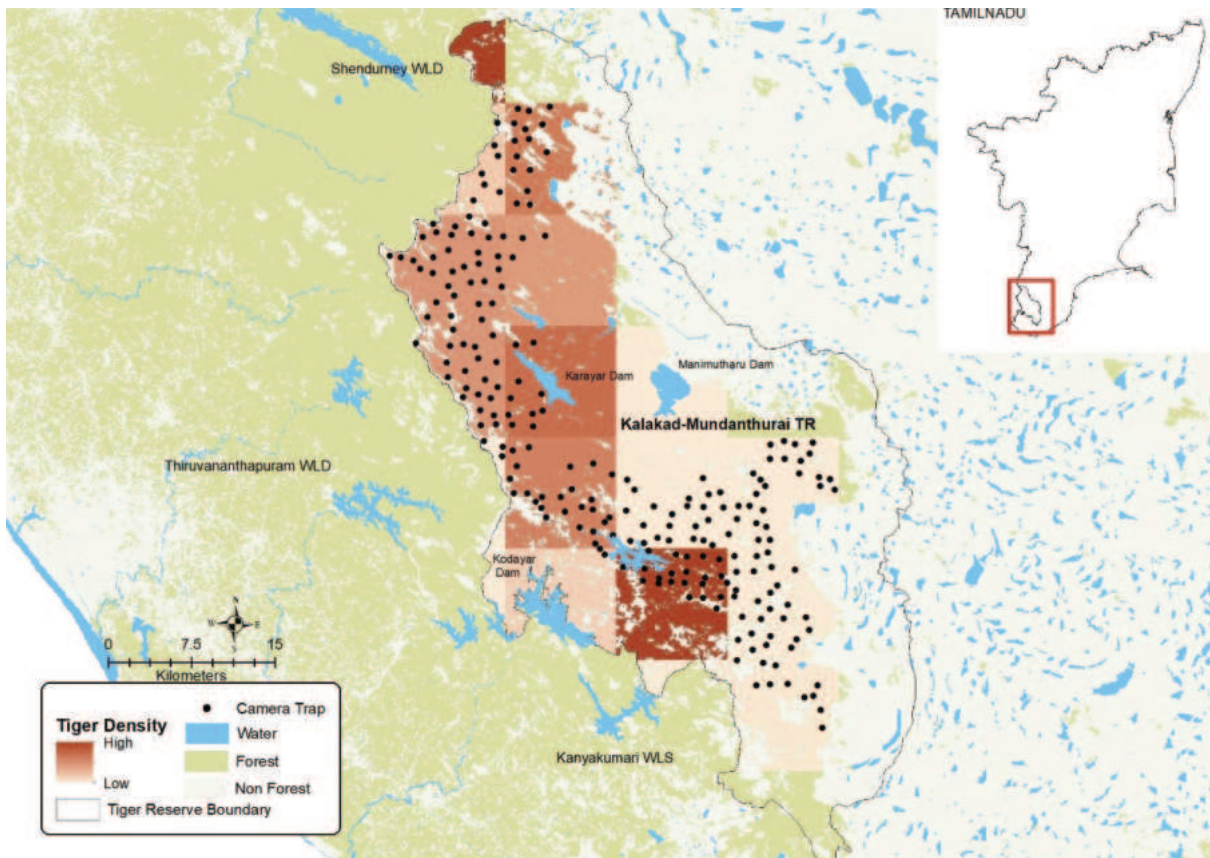 TAMILNADU
Shendurney WLD
Karayar Dam
Manimutharu Dam
Kalakad-Mundanthurai TR
Thiruvananthapuram WLD
Kodayar
Dam
N
W
E
S
0 7.5 15
Kilometers
Kanyakumari WLS
Tiger Density
High
Low
Camera Trap
Water
Forest
Non Forest
Tiger Reserve Boundary